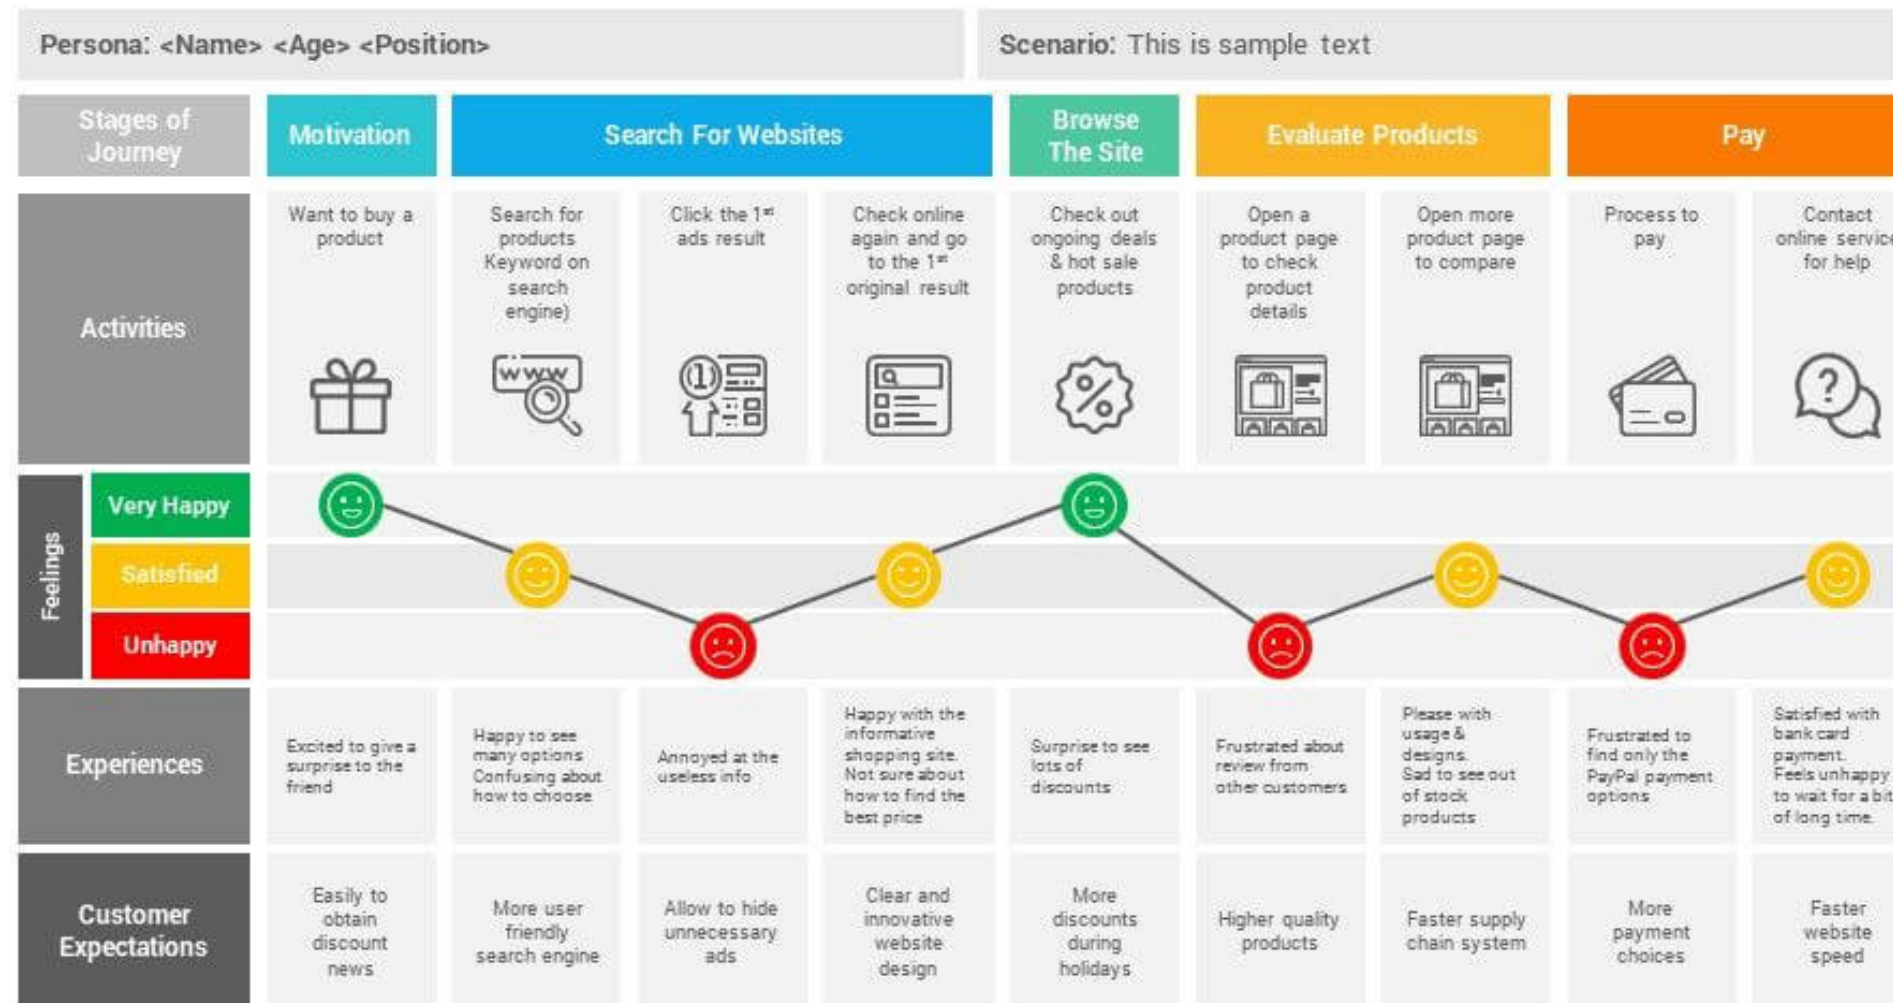 Persona: <Name> <Age> <Position>
Scenario: This is sample text
Stages of
Journey
Motivation
Search For Websites
Browse
The Site
Evaluate Products
Pay
Activities
Want to buy a
product
Search for
products
Keyword on
search
engine)
www
Click the 1st
ads result
1
Check online
again and go
to the 1st
original result
Check out
ongoing deals
& hot sale
products
%
Open a
product page
to check
product
details
Open more
product page
to compare
Process to
pay
Contact
online service
for help
?
Feelings
Very Happy
Satisfied
Unhappy
Experiences
Excited to give a
surprise to the
friend
Happy to see
many options
Confusing about
how to choose
Annoyed at the
useless info
Happy with the
informative
shopping site.
Not sure about
how to find the
best price
Surprise to see
lots of
discounts
Frustrated about
review from
other customers
Please with
usage &
designs.
Sad to see out
of stock
products
Frustrated to
find only the
PayPal payment
options
Satisfied with
bank card
payment.
Feels unhappy
to wait for a bit
of long time.
Customer
Expectations
Easily to
obtain
discount
news
More user
friendly
search engine
Allow to hide
unnecessary
ads
Clear and
innovative
website
design
More
discounts
during
holidays
Higher quality
products
Faster supply
chain system
More
payment
choices
Faster
website
speed